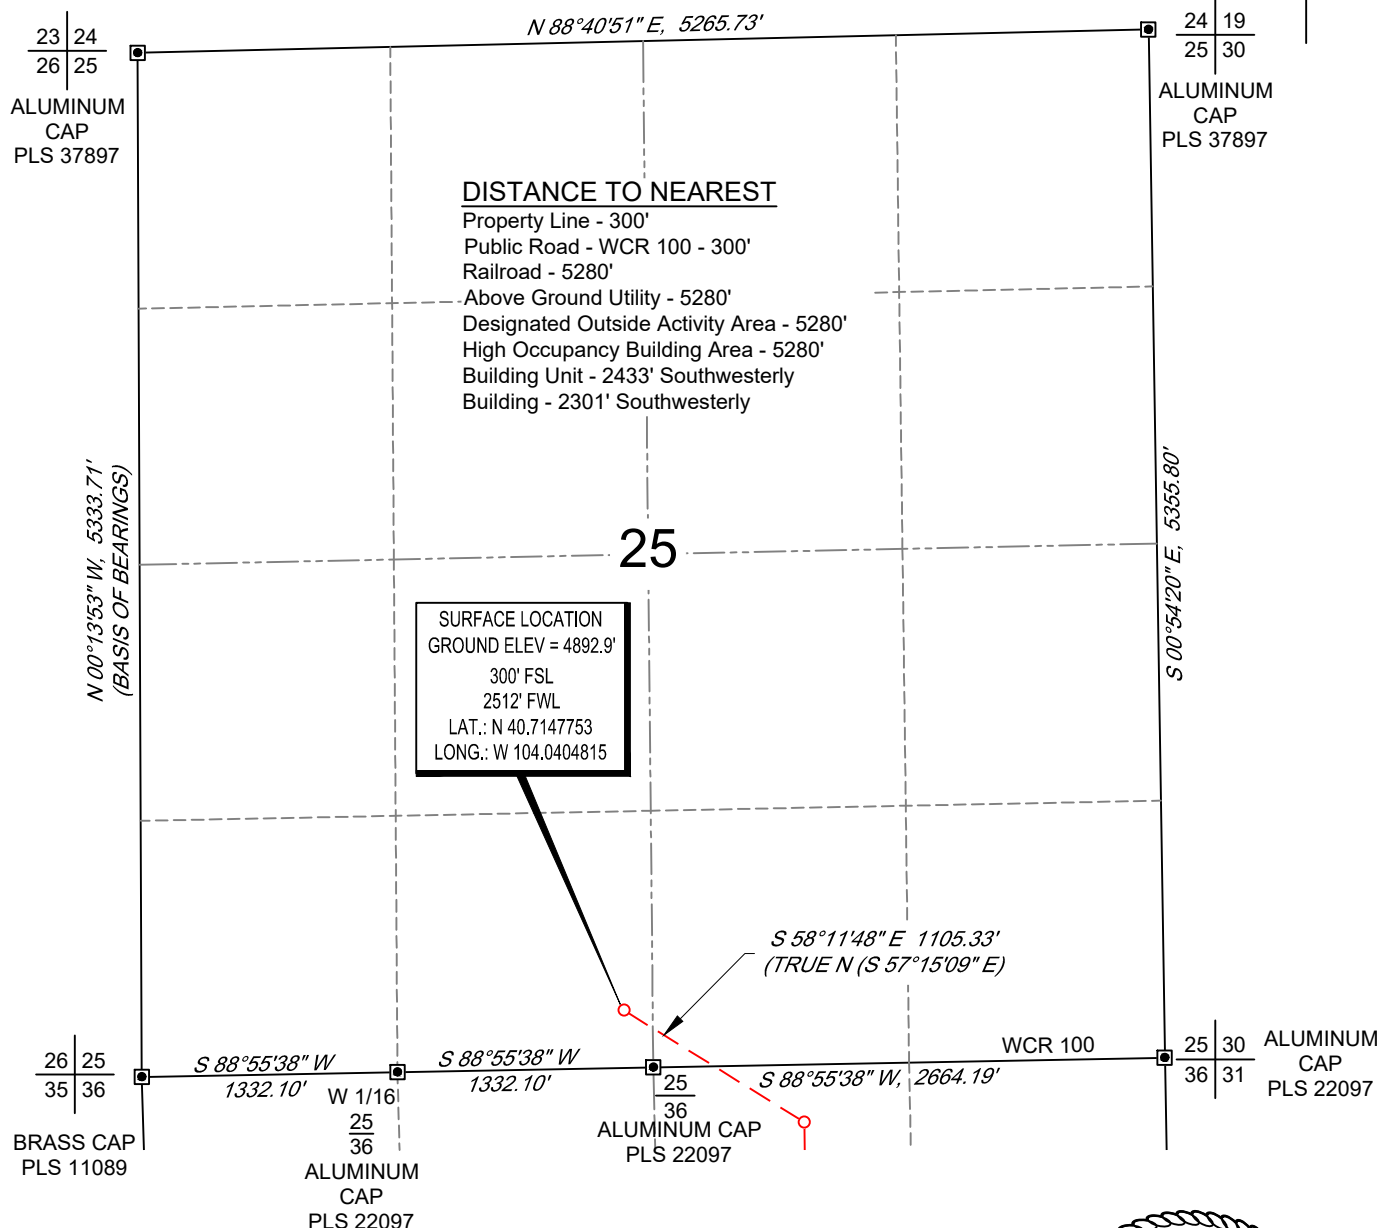 N 88°40'51" E, 5265.73'
23 24
26 25
ALUMINUM
CAP
PLS 37897
24 19
25 30
ALUMINUM
CAP
PLS 37897
DISTANCE TO NEAREST
Property Line - 300'
Public Road - WCR 100 - 300'
Railroad - 5280'
Above Ground Utility - 5280'
Designated Outside Activity Area - 5280'
High Occupancy Building Area - 5280'
Building Unit - 2433' Southwesterly
Building - 2301' Southwesterly
N 00°13'53" W, 5333.71'
(BASIS OF BEARINGS)
S 00°54'20" E, 5355.80'
25
SURFACE LOCATION
GROUND ELEV = 4892.9'
300' FSL
2512' FWL
LAT.: N 40.7147753
LONG.: W 104.0404815
S 58°11'48" E 1105.33'
(TRUE N (S 57°15'09" E)
26 25
35 36
BRASS CAP
PLS 11089
S 88°55'38" W
1332.10'
W 1/16
25
36
ALUMINUM
CAP
PLS 22097
S 88°55'38" W
1332.10'
25
36
ALUMINUM CAP
PLS 22097
WCR 100
S 88°55'38" W, 2664.19'
25 30
36 31
ALUMINUM
CAP
PLS 22097